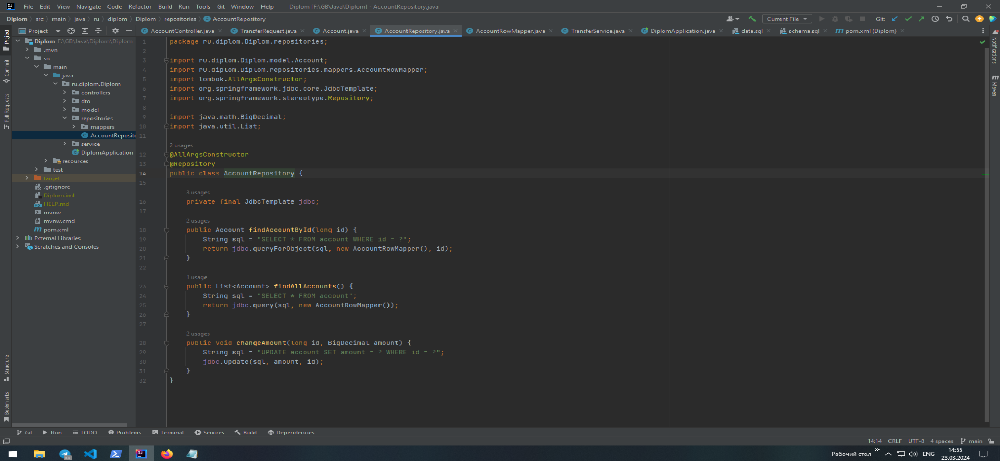 File Edit View Navigate Code Refactor Build Run Tools Git Window Help Diplom [F:\GB\Java\Diplom] - AccountRepository.java
Diplom src main java ru diplom Diplom repositories AccountRepository Current File Git:
Project AccountController.java TransferRequest.java Account.java AccountRepository.java AccountRowMapper.java TransferService.java DiplomApplication.java data.sql schema.sql pom.xml (Diplom)
Project
Commit
Pull Requests
Structure
Bookmarks
Diplom F:\GB\Java\Diplom\Diplom
.mvn
src
main
java
ru.diplom.Diplom
controllers
dto
model
repositories
mappers
AccountReposito
service
DiplomApplication
resources
test
target
.gitignore
Diplom.iml
HELP.md
mvnw
mvnw.cmd
pom.xml
External Libraries
Scratches and Consoles
1 package ru.diplom.Diplom.repositories;
2
3 import ru.diplom.Diplom.model.Account;
4 import ru.diplom.Diplom.repositories.mappers.AccountRowMapper;
5 import lombok.AllArgsConstructor;
6 import org.springframework.jdbc.core.JdbcTemplate;
7 import org.springframework.stereotype.Repository;
8
9 import java.math.BigDecimal;
10 import java.util.List;
11
2 usages
12 @AllArgsConstructor
13 @Repository
14 public class AccountRepository {
15
3 usages
16 private final JdbcTemplate jdbc;
17
2 usages
18 public Account findAccountById(long id) {
19 String sql = "SELECT * FROM account WHERE id = ?";
20 return jdbc.queryForObject(sql, new AccountRowMapper(), id);
21 }
22
1 usage
23 public List<Account> findAllAccounts() {
24 String sql = "SELECT * FROM account";
25 return jdbc.query(sql, new AccountRowMapper());
26 }
27
2 usages
28 public void changeAmount(long id, BigDecimal amount) {
29 String sql = "UPDATE account SET amount = ? WHERE id = ?";
30 jdbc.update(sql, amount, id);
31 }
32 }
Notifications
Maven
Git Run TODO Problems Terminal Services Build Dependencies
14:14 CRLF UTF-8 4 spaces main
100 Рабочий стол ENG 14:55
23.03.2024